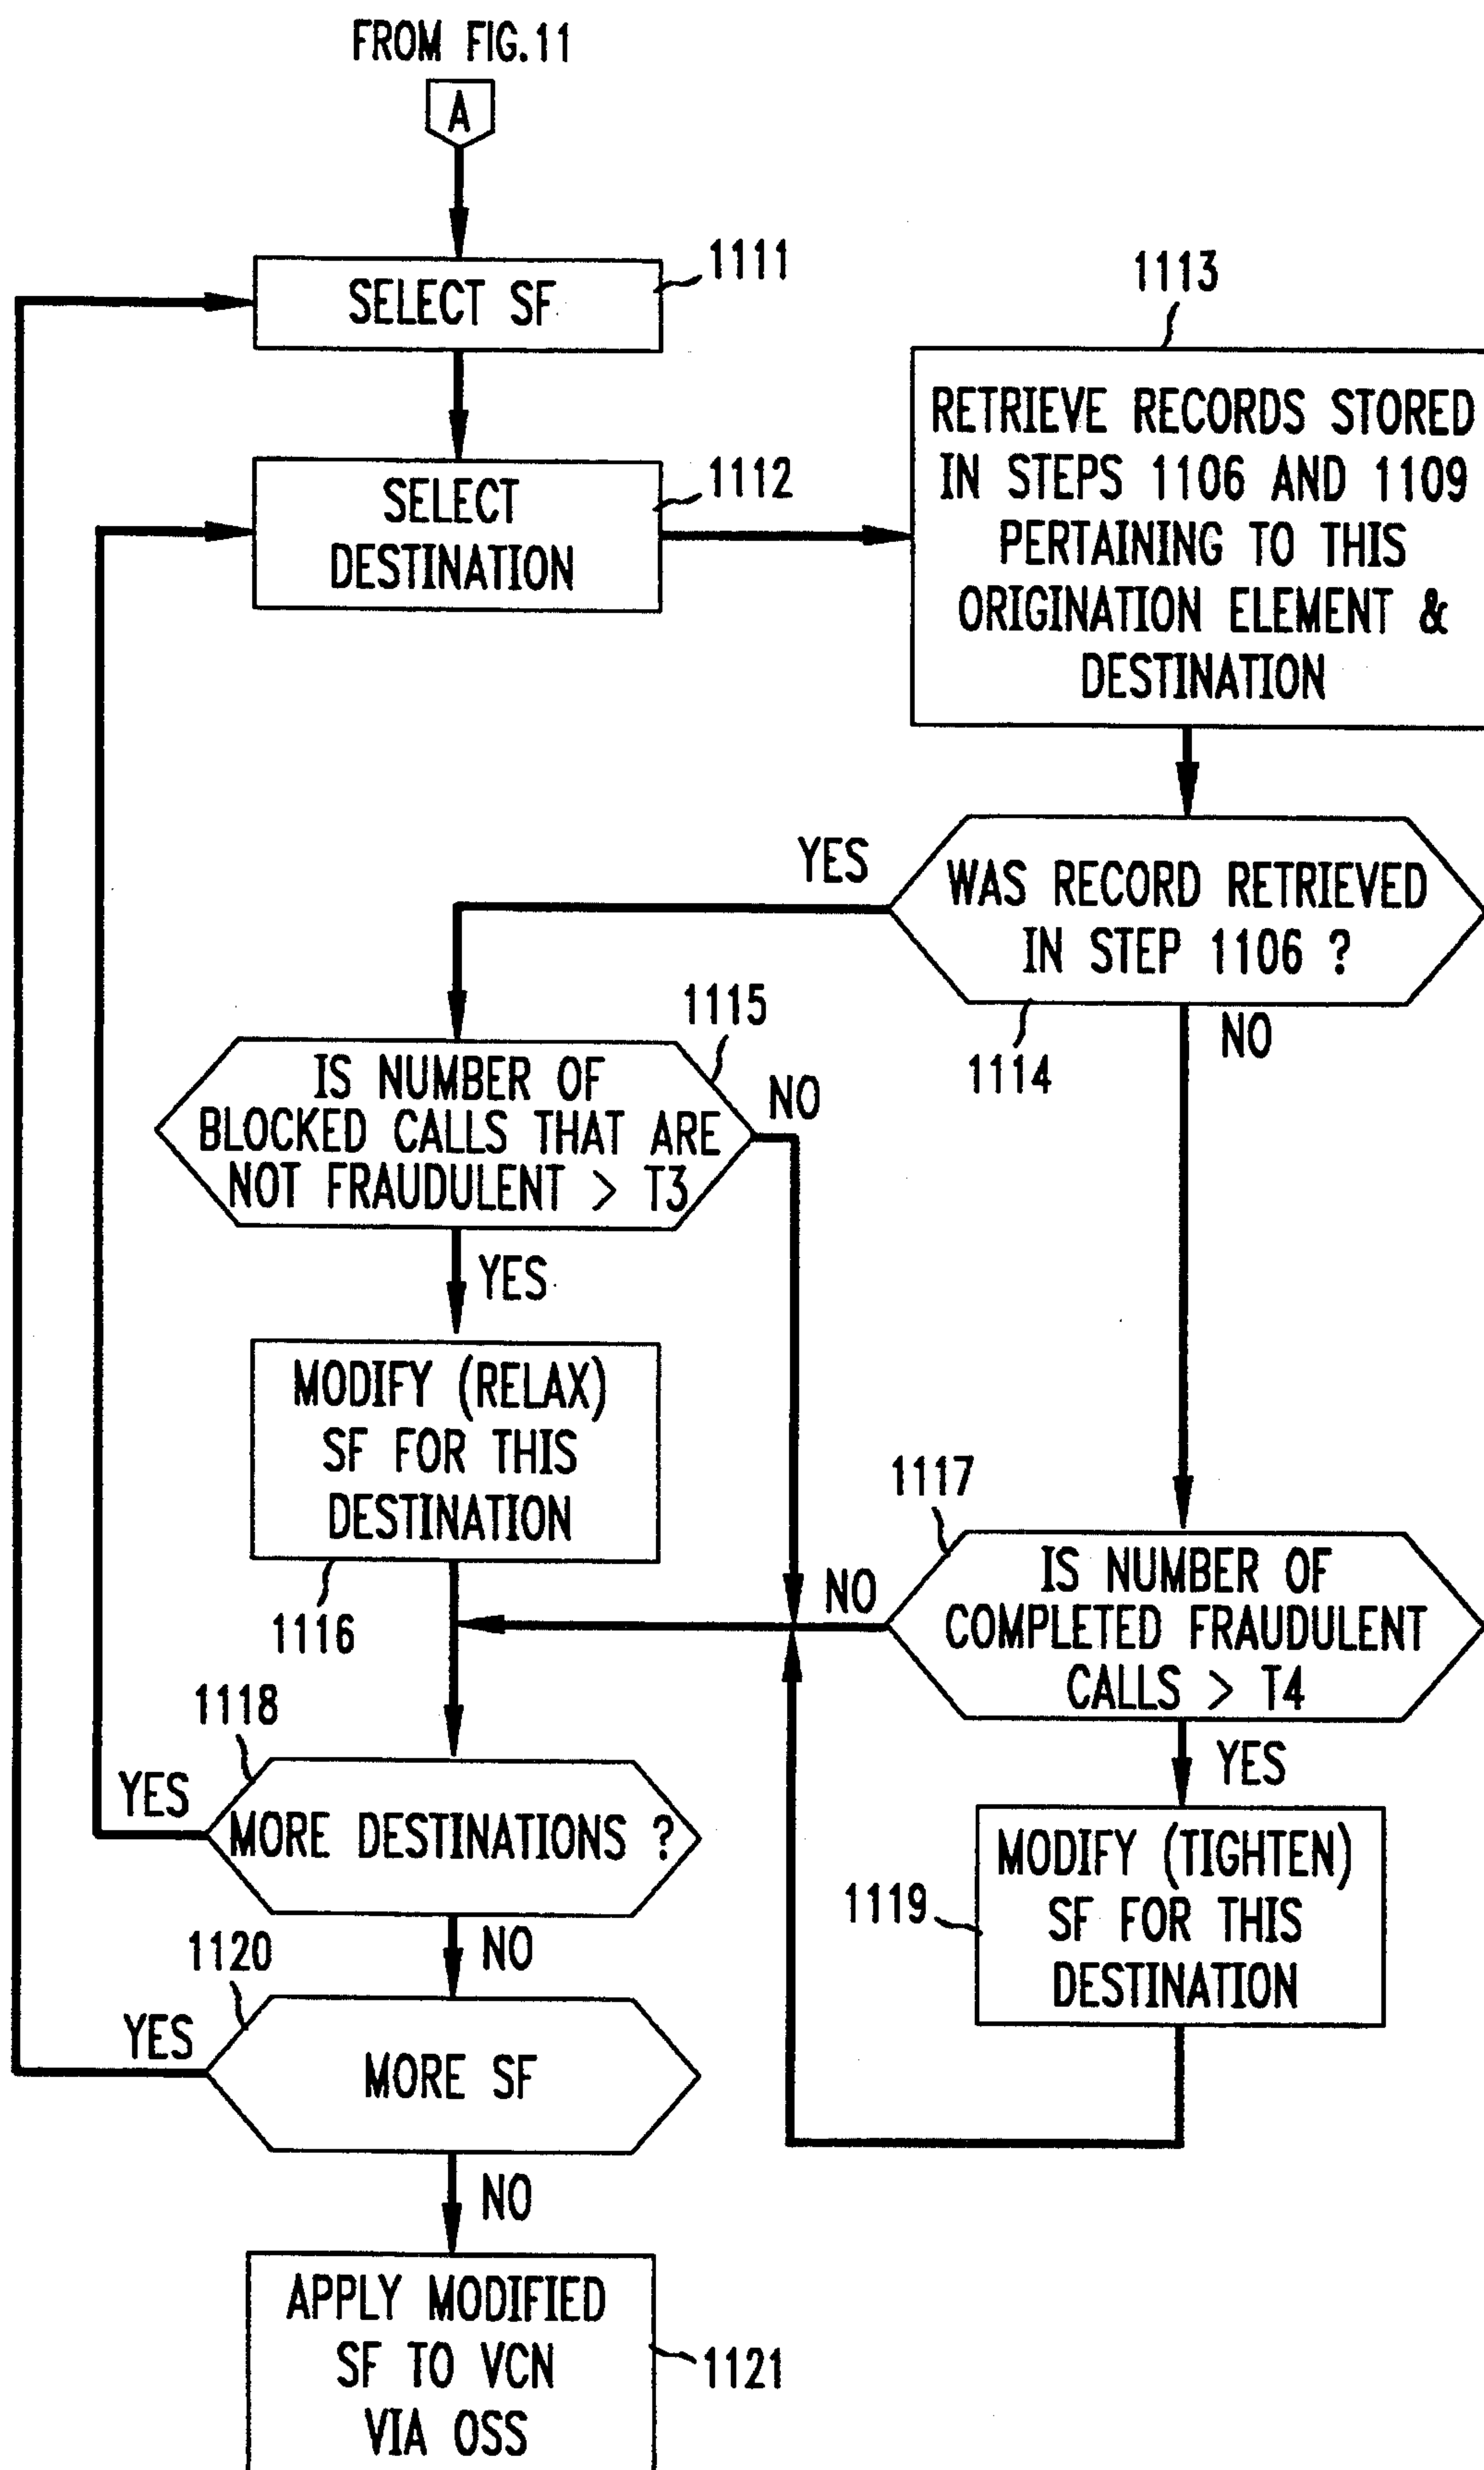 FROM FIG.11
A
SELECT SF
1111
SELECT
DESTINATION
1112
1113
RETRIEVE RECORDS STORED
IN STEPS 1106 AND 1109
PERTAINING TO THIS
ORIGINATION ELEMENT &
DESTINATION
WAS RECORD RETRIEVED
IN STEP 1106 ?
YES
1114
NO
1115
IS NUMBER OF
BLOCKED CALLS THAT ARE
NOT FRAUDULENT > T3
NO
YES
MODIFY (RELAX)
SF FOR THIS
DESTINATION
1116
1117
NO
IS NUMBER OF
COMPLETED FRAUDULENT
CALLS > T4
YES
1118
YES
MORE DESTINATIONS ?
NO
1119
MODIFY (TIGHTEN)
SF FOR THIS
DESTINATION
1120
YES
MORE SF
NO
APPLY MODIFIED
SF TO VCN
VIA OSS
1121